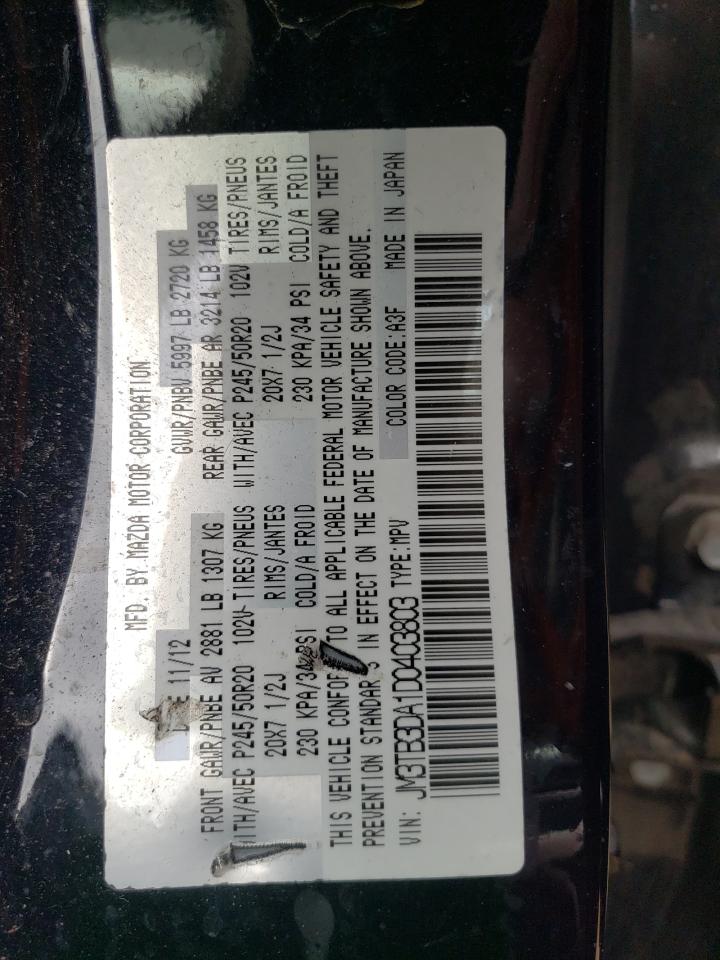 MFD. BY MAZDA MOTOR CORPORATION
11/12 GVWR/PNBV 5997 LB 2720 KG
FRONT GAWR/PNBE AV 2881 LB 1307 KG REAR GAWR/PNBE AR 3214 LB 1458 KG
WITH/AVEC P245/50R20 102V TIRES/PNEUS WITH/AVEC P245/50R20 102V TIRES/PNEUS
20X7 1/2J RIMS/JANTES 20X7 1/2J RIMS/JANTES
230 KPA/34 PSI COLD/A FROID 230 KPA/34 PSI COLD/A FROID
THIS VEHICLE TO ALL APPLICABLE FEDERAL MOTOR VEHICLE SAFETY AND THEFT
PREVENTION IN EFFECT ON THE DATE OF MANUFACTURE SHOWN ABOVE.
VIN: JM3TB3DA1D0403803 TYPE:MPV COLOR CODE:A3F MADE IN JAPAN